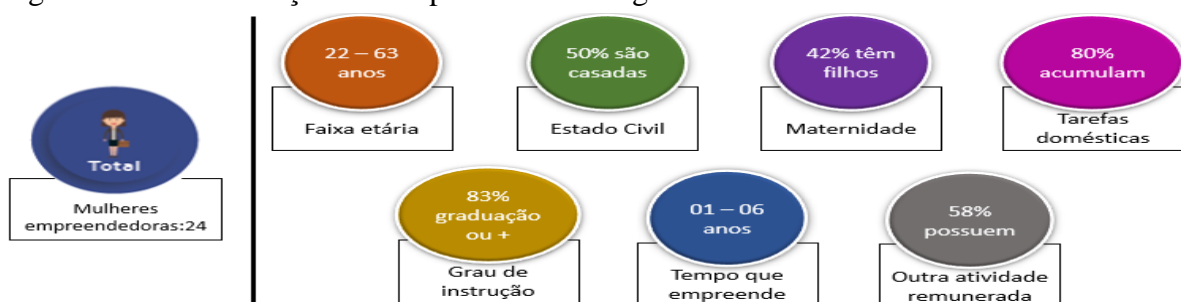 Total
Mulheres
empreendedoras:24
22 – 63
anos
Faixa etária
50% são
casadas
Estado Civil
42% têm
filhos
Maternidade
80%
acumulam
Tarefas
domésticas
83%
graduação
ou +
Grau de
instrução
01 – 06
anos
Tempo que
empreende
58%
possuem
Outra atividade
remunerada